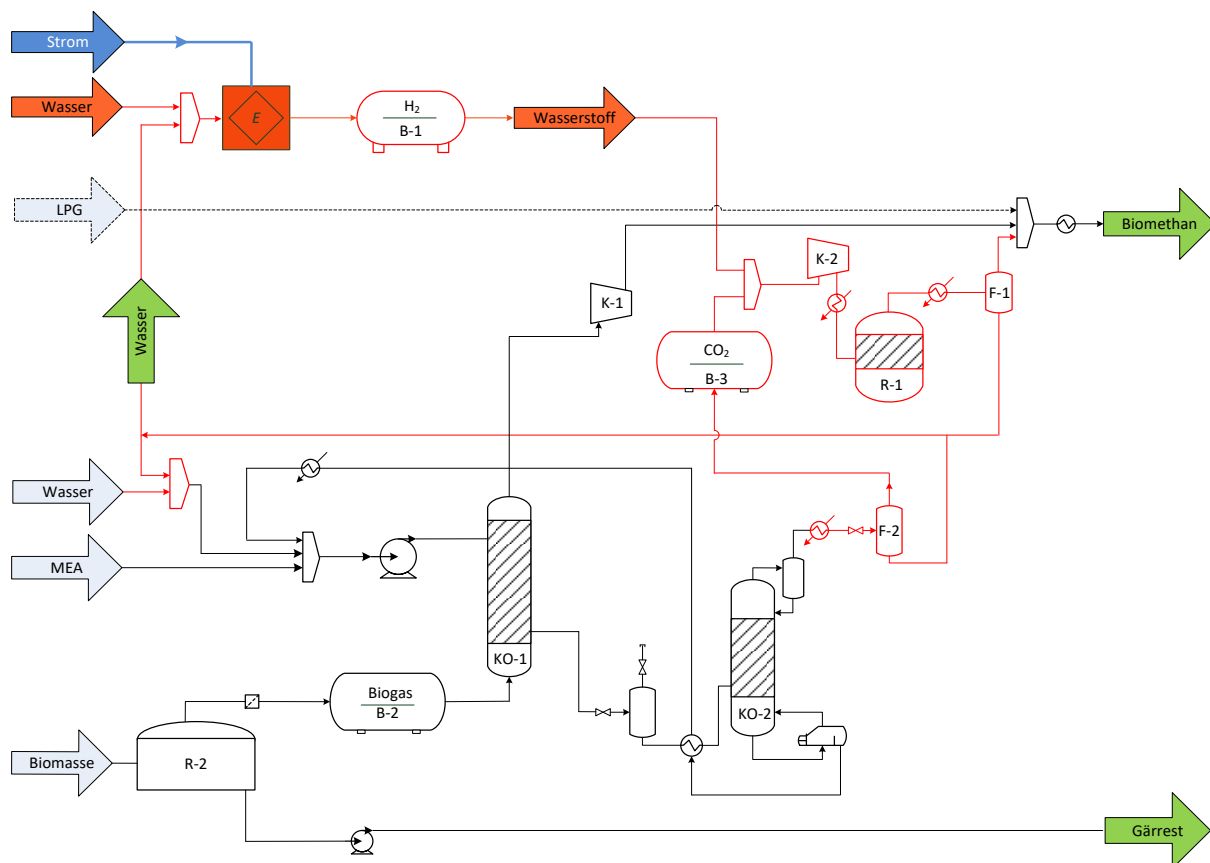 Strom
Wasser
E
H₂
B-1
Wasserstoff
LPG
Biomethan
K-2
K-1
F-1
Wasser
CO₂
B-3
R-1
Wasser
F-2
MEA
KO-1
Biogas
B-2
KO-2
Biomasse
R-2
Gärrest